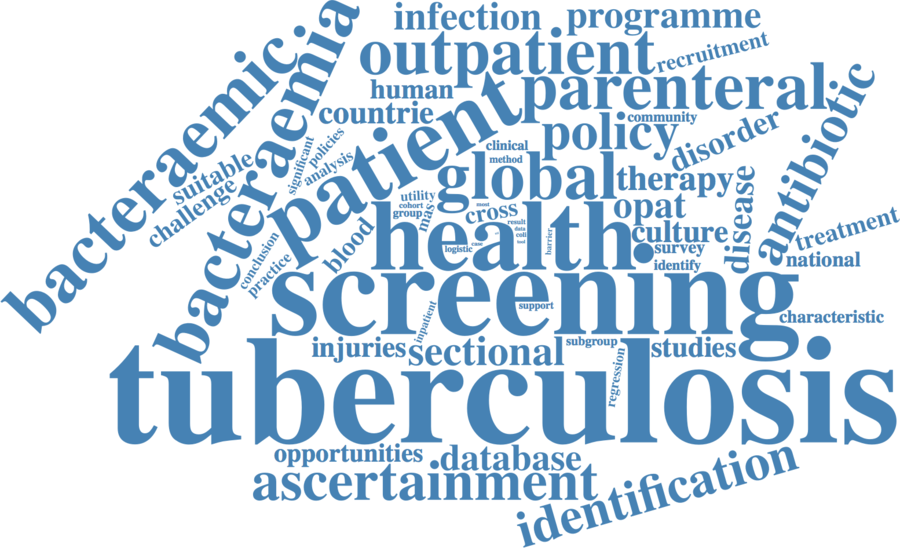 infection
programme
outpatient
recruitment
bacteraemic
bacteraemia
human
parenteral
countrie
community
patient
policy
antibiotic
disorder
significant
policies
analysis
clinical
method
suitable
challenge
global
therapy
disease
utility
cohort
group
mas
most
cross
opat
health
result
data
coli
tool
culture
treatment
conclusion
practice
blood
logistic
case
barrier
survey
identify
national
screening
inpatient
support
characteristic
injuries
sectional
subgroup
regression
studies
tuberculosis
opportunities
database
ascertainment
identification